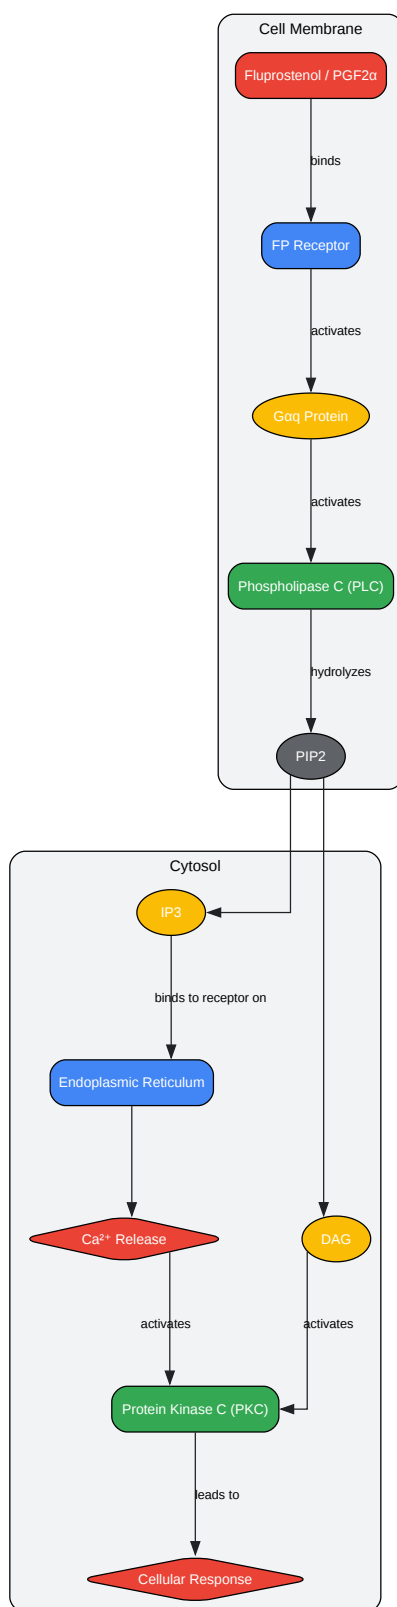 Cell Membrane
Fluprostenol / PGF2α
binds
FP Receptor
activates
Gαq Protein
activates
Phospholipase C (PLC)
hydrolyzes
PIP2
Cytosol
IP3
binds to receptor on
Endoplasmic Reticulum
Ca²⁺ Release
DAG
activates
activates
Protein Kinase C (PKC)
leads to
Cellular Response